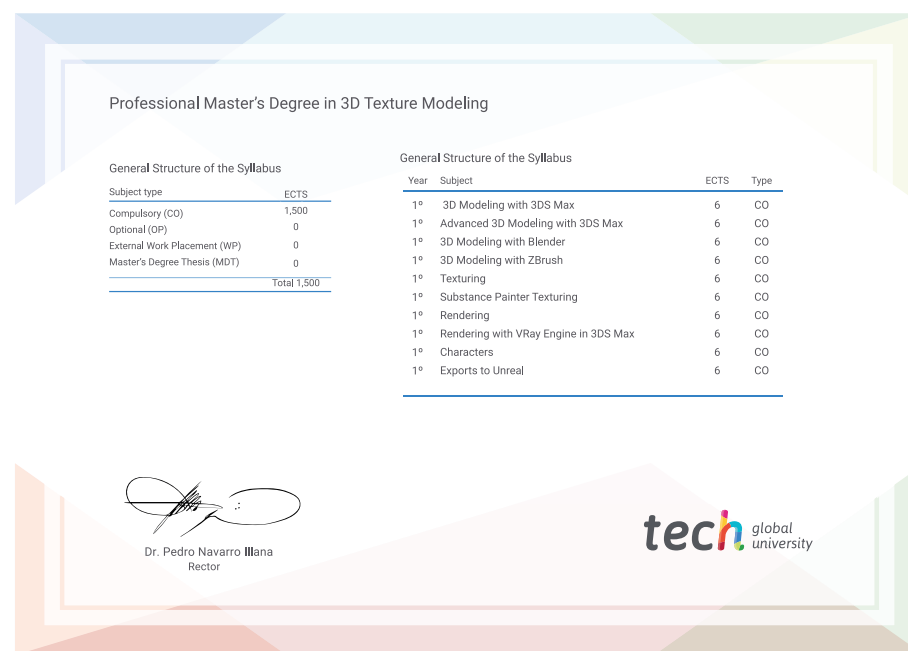 Professional Master's Degree in 3D Texture Modeling
General Structure of the Syllabus
Subject type ECTS
Compulsory (CO) 1,500
Optional (OP) 0
External Work Placement (WP) 0
Master's Degree Thesis (MDT) 0
Total 1,500
General Structure of the Syllabus
Year Subject ECTS Type
1º 3D Modeling with 3DS Max 6 CO
1º Advanced 3D Modeling with 3DS Max 6 CO
1º 3D Modeling with Blender 6 CO
1º 3D Modeling with ZBrush 6 CO
1º Texturing 6 CO
1º Substance Painter Texturing 6 CO
1º Rendering 6 CO
1º Rendering with VRay Engine in 3DS Max 6 CO
1º Characters 6 CO
1º Exports to Unreal 6 CO
Dr. Pedro Navarro Illana
Rector
tech global
university